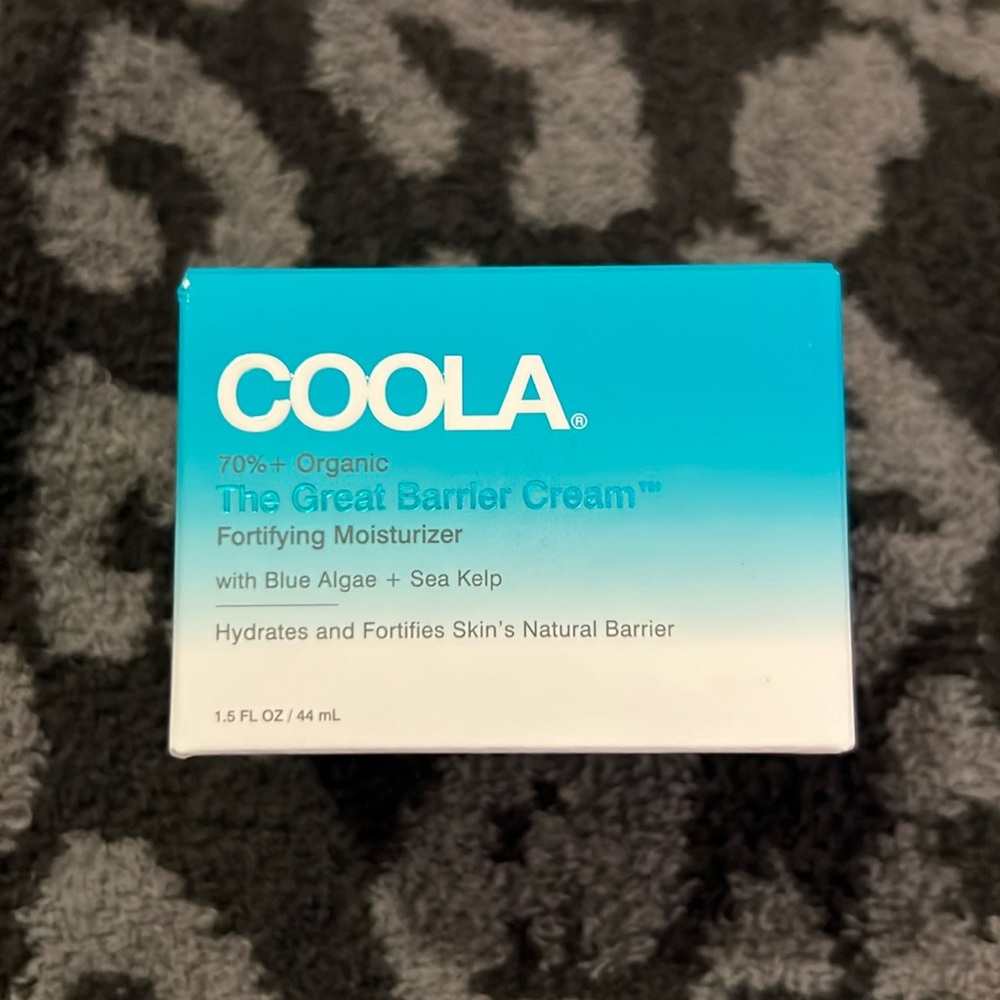 COOLA®
70%+ Organic
The Great Barrier Cream™
Fortifying Moisturizer
with Blue Algae + Sea Kelp
Hydrates and Fortifies Skin's Natural Barrier
1.5 FL OZ / 44 mL